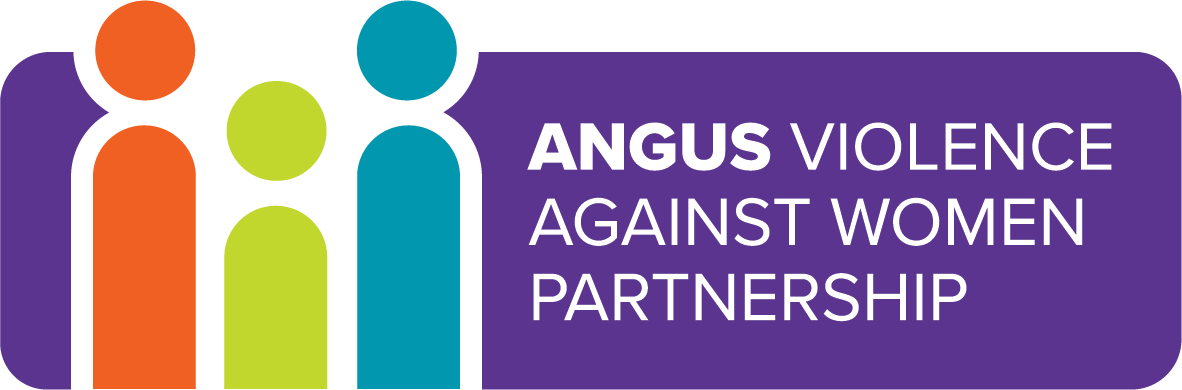 ANGUS VIOLENCE
AGAINST WOMEN
PARTNERSHIP